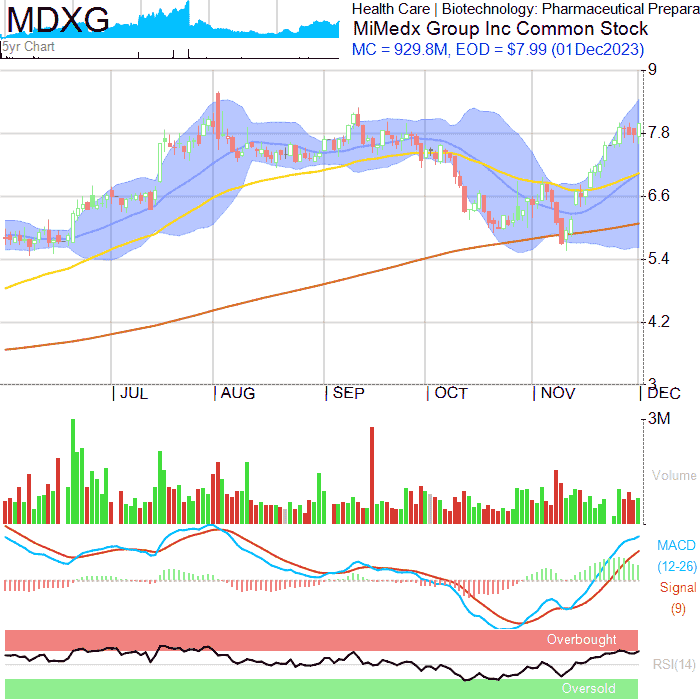 MDXG
5yr Chart
Health Care | Biotechnology: Pharmaceutical Prepara
MiMedx Group Inc Common Stock
MC = 929.8M, EOD = $7.99 (01Dec2023)
9
7.8
6.6
5.4
4.2
3
JUL AUG SEP OCT NOV DEC
3M
Volume
MACD
(12-26)
Signal
(9)
Overbought
RSI(14)
Oversold